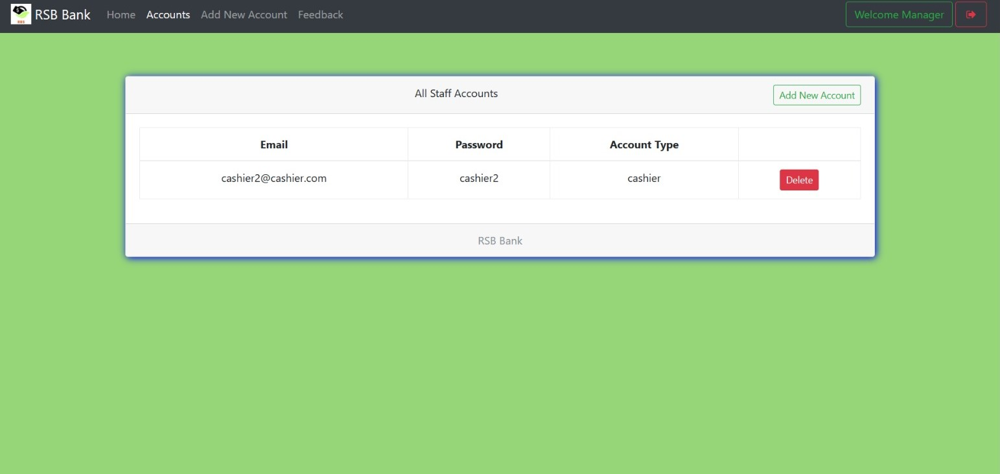 RSB Bank Home Accounts Add New Account Feedback Welcome Manager
All Staff Accounts Add New Account
Email Password Account Type
cashier2@cashier.com cashier2 cashier Delete
RSB Bank